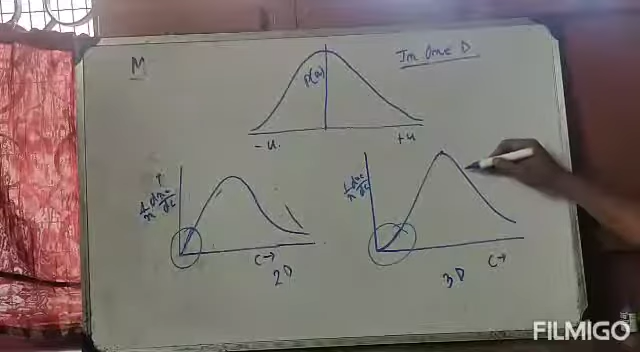 M
In One D
p(u)
-u
+u
1/n dnc/dc
c→
2D
1/n dnc/dc
c→
3D
FILMIGO